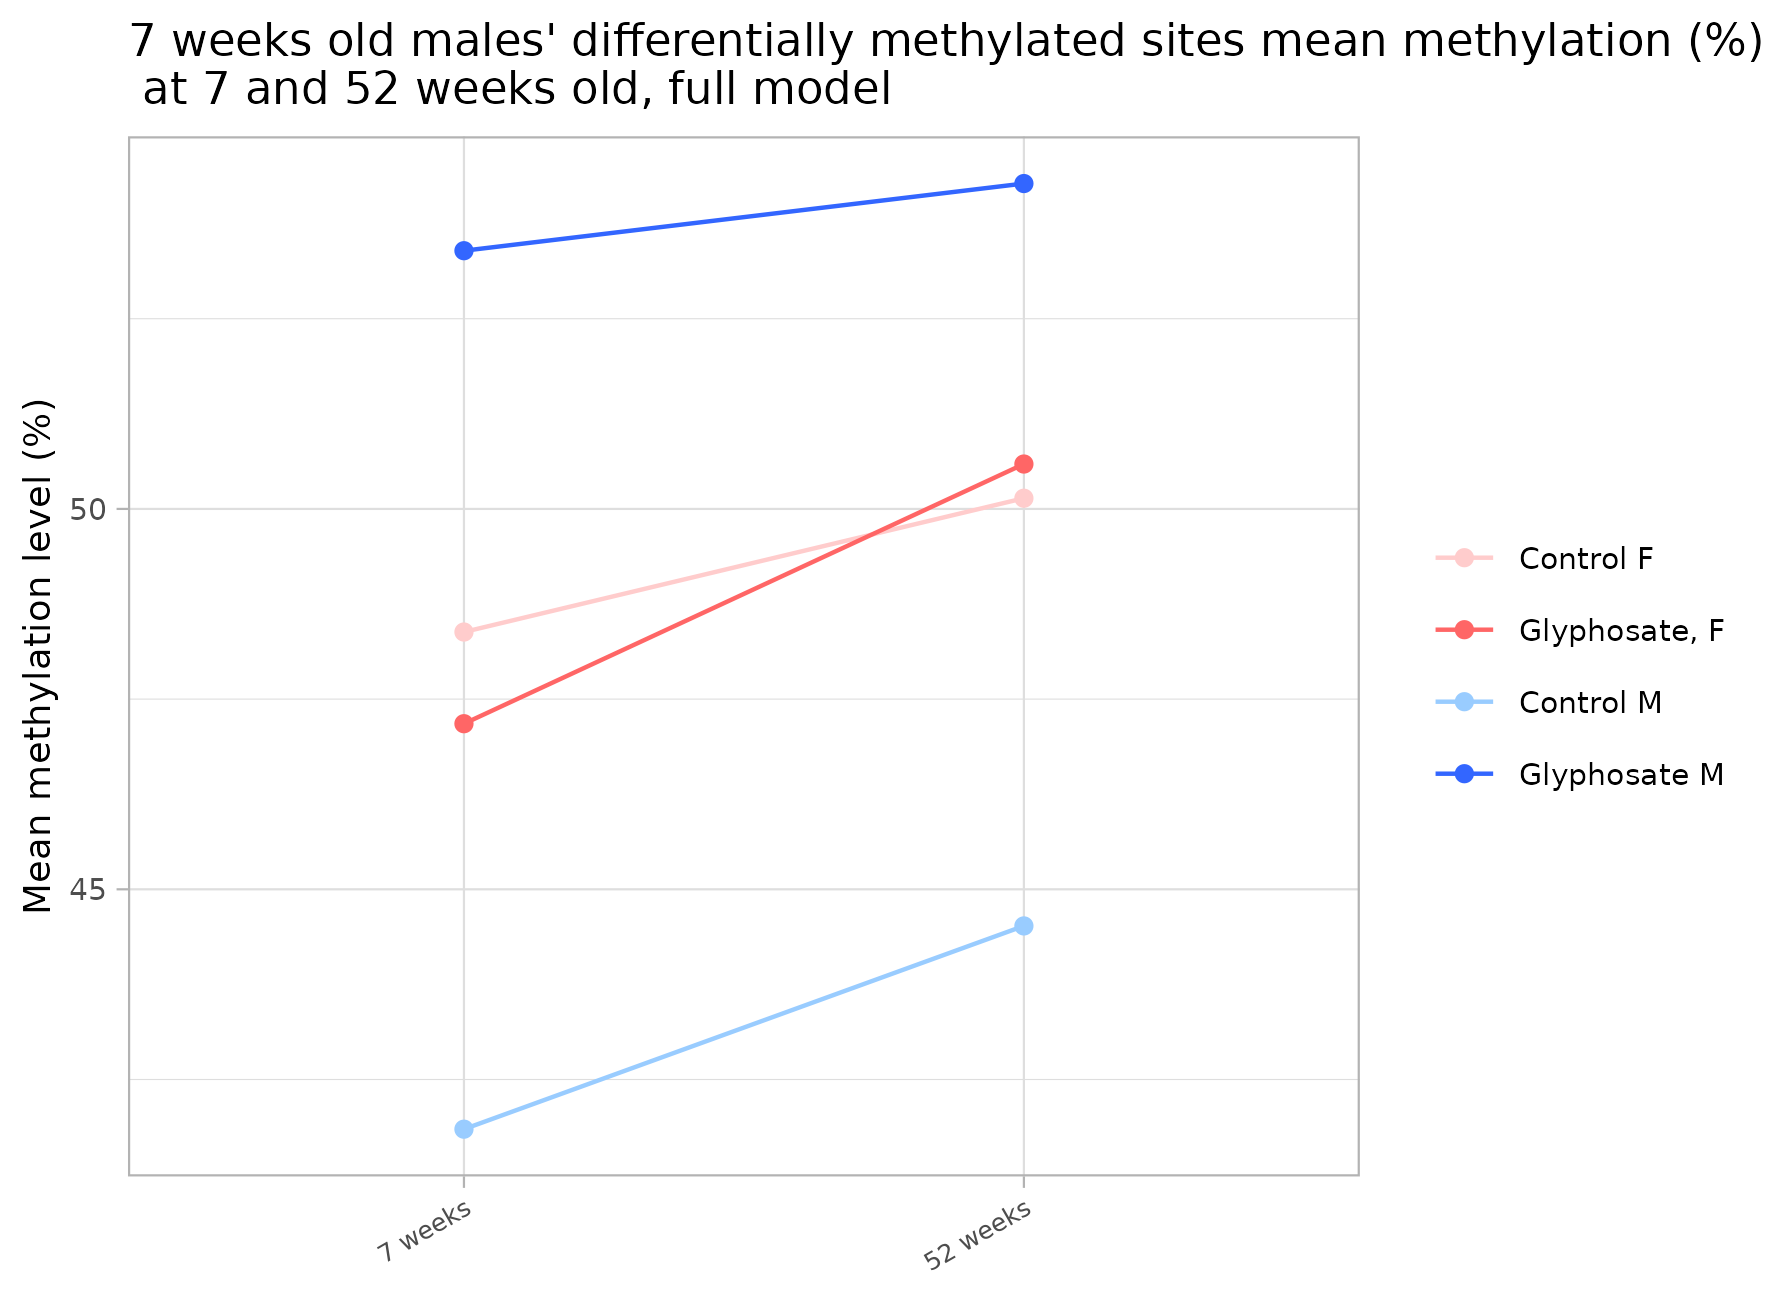 7 weeks old males' differentially methylated sites mean methylation (%)
at 7 and 52 weeks old, full model
Mean methylation level (%)
50
45
7 weeks
52 weeks
Control F
Glyphosate, F
Control M
Glyphosate M